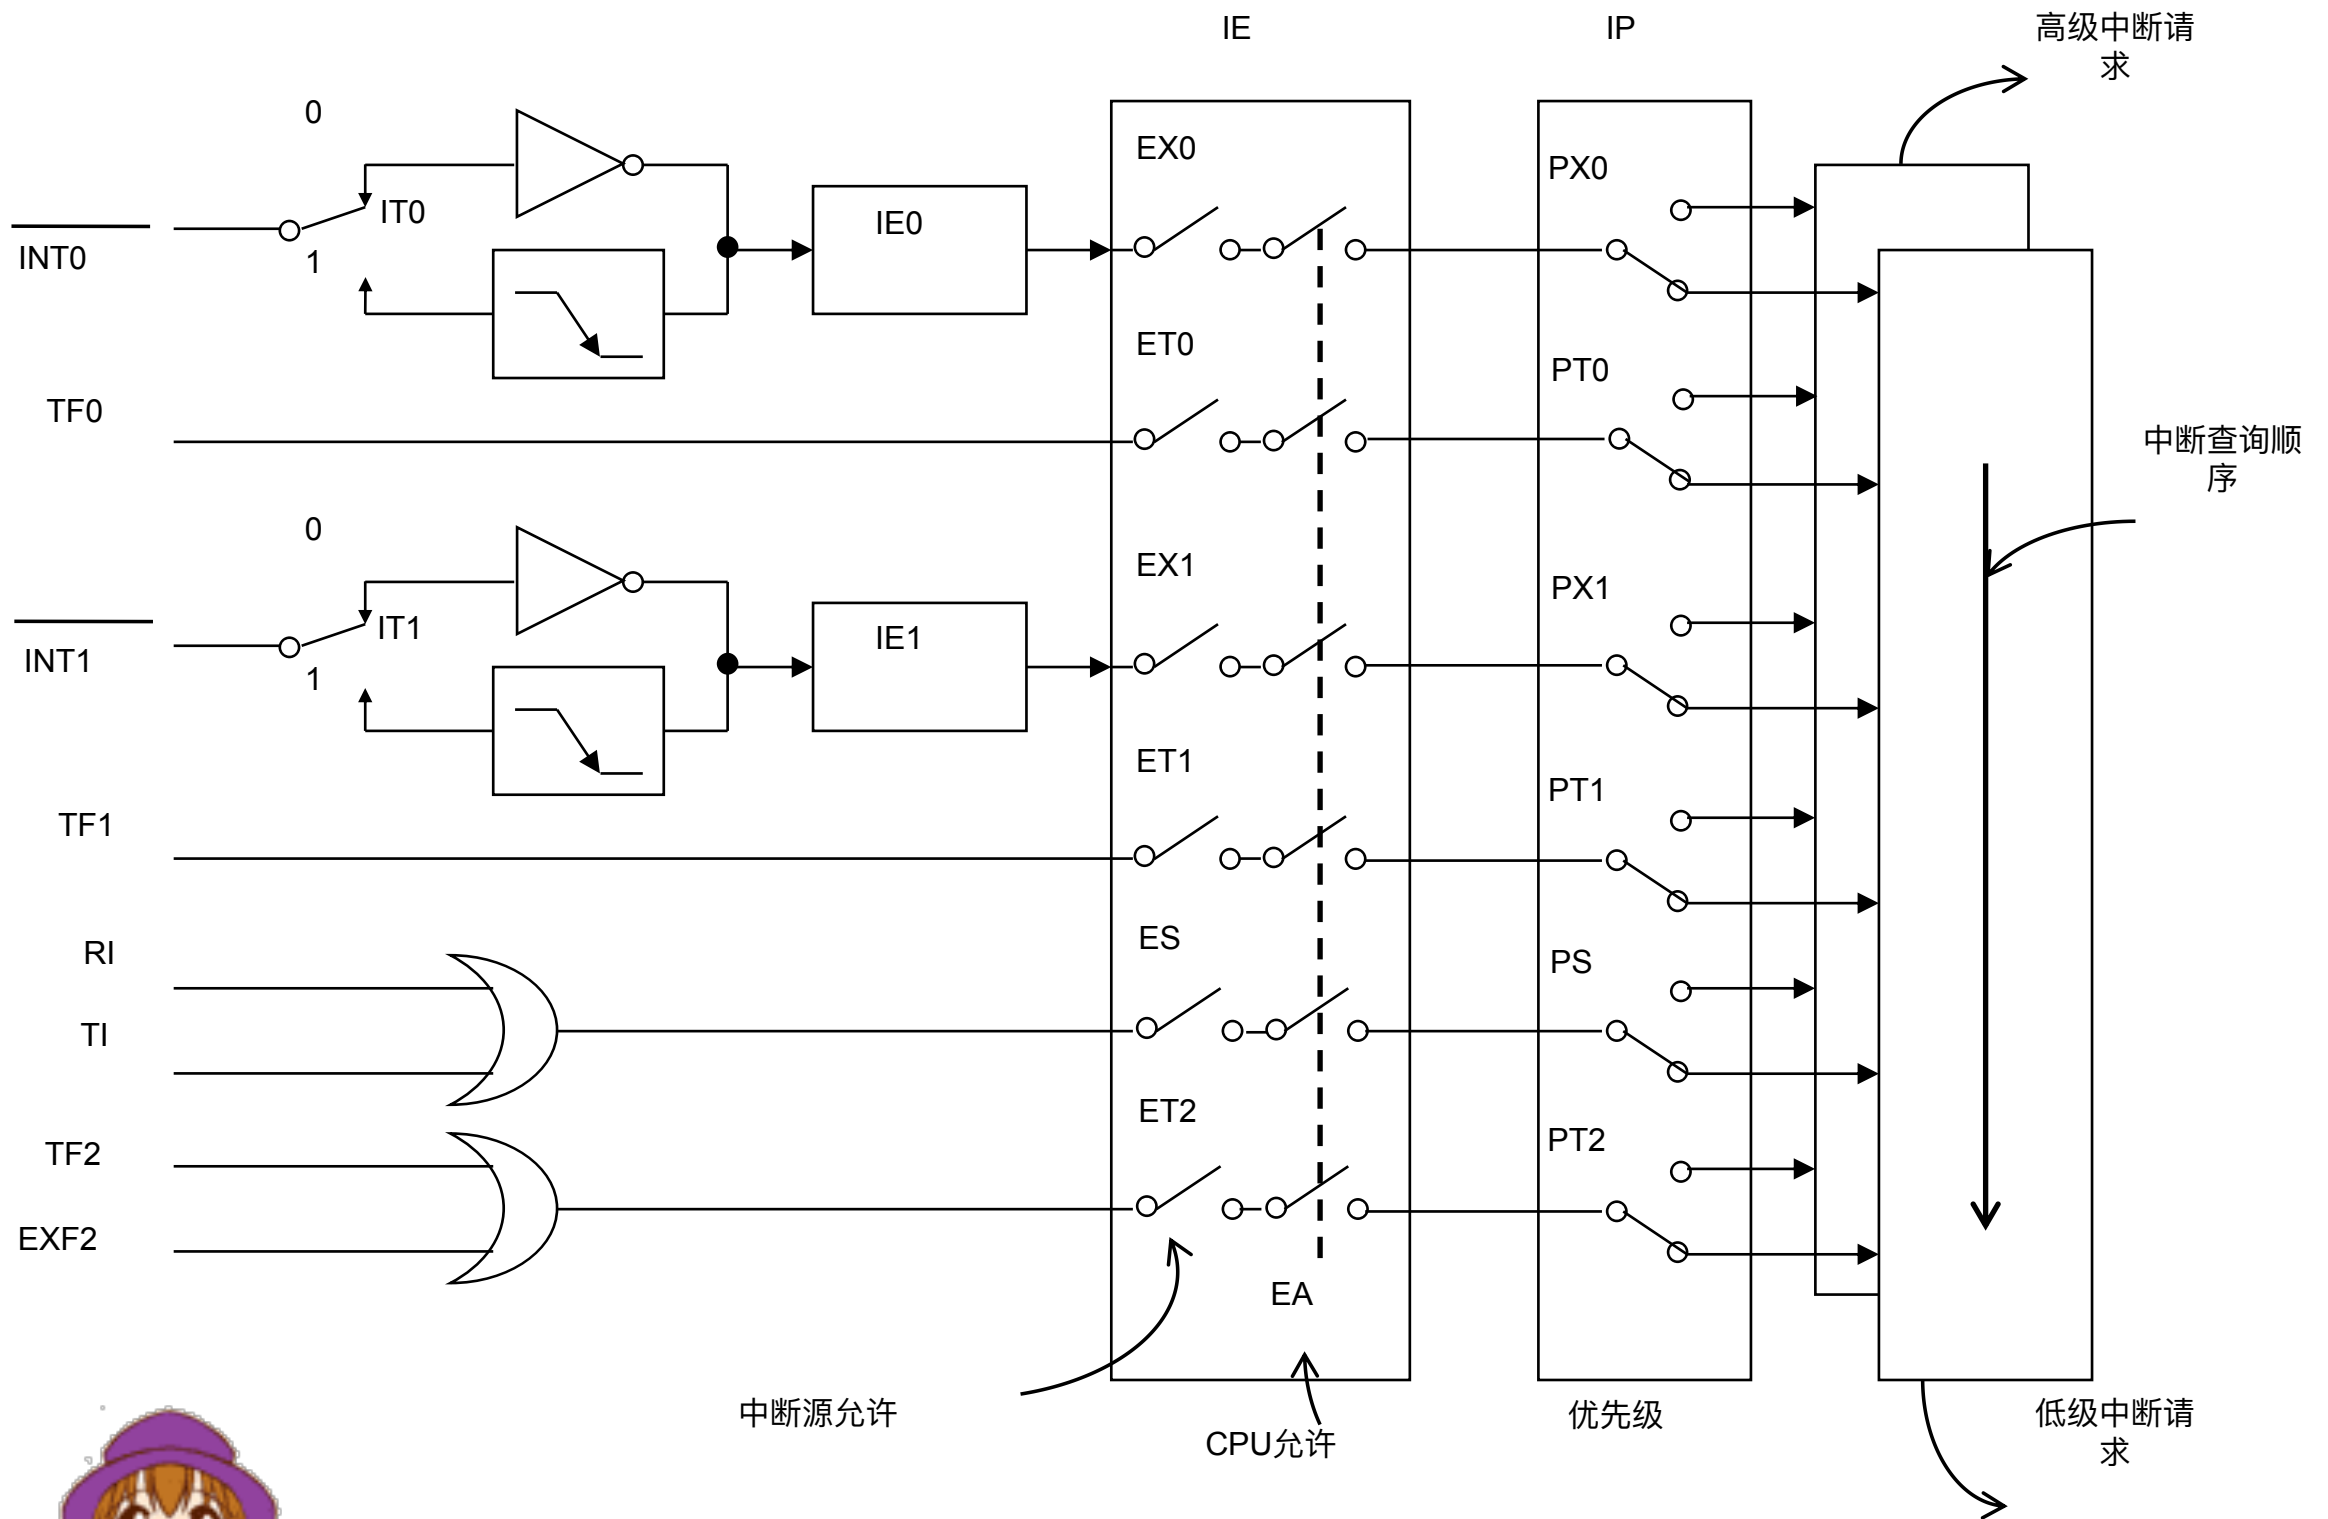 IE
IP
高级中断请
求
0
EX0
PX0
IT0
IE0
INT0
1
ET0
PT0
TF0
中断查询顺
序
0
EX1
PX1
IT1
IE1
INT1
1
ET1
PT1
TF1
ES
RI
PS
TI
ET2
PT2
TF2
EXF2
EA
中断源允许
优先级
低级中断请
求
CPU允许